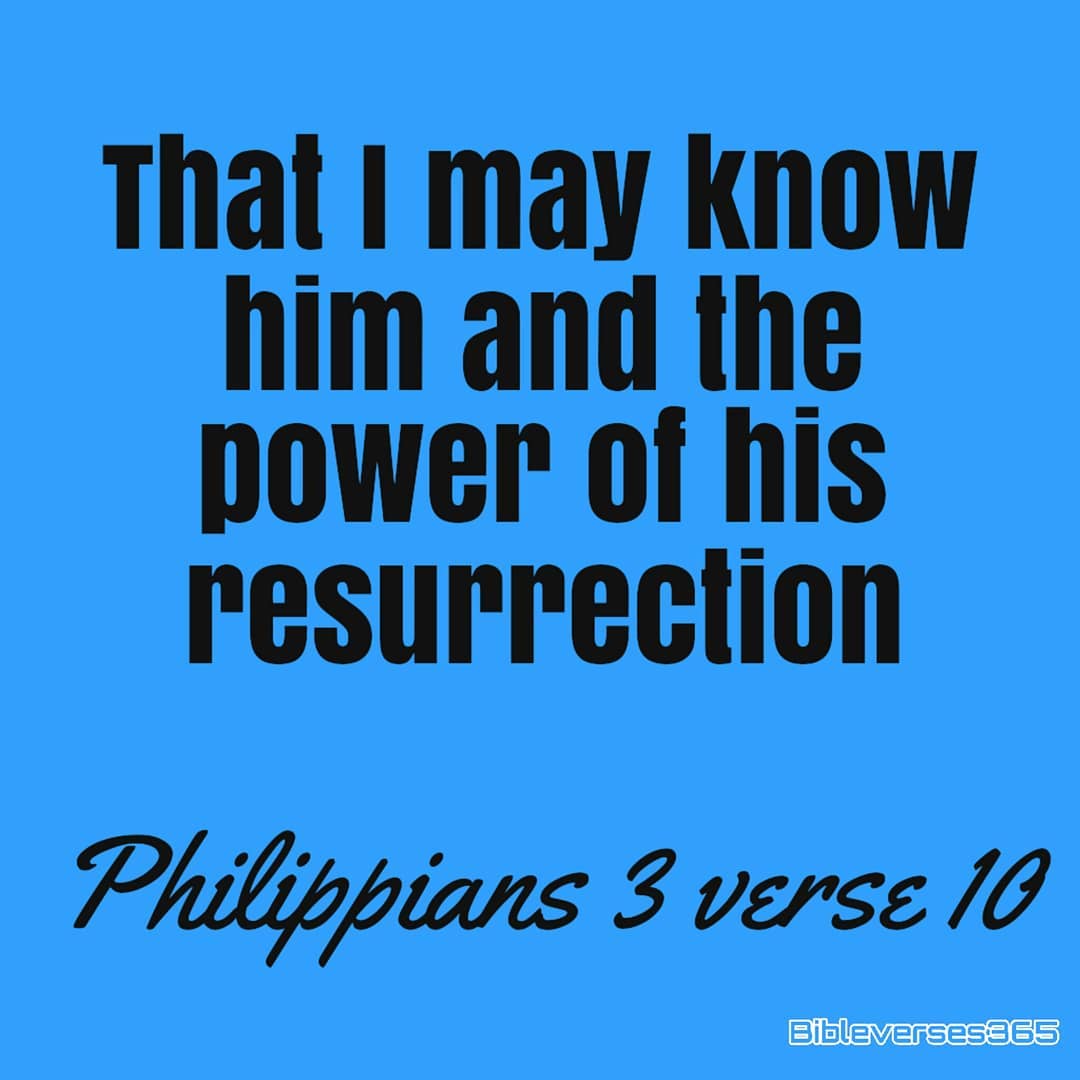 That I may know
him and the
power of his
resurrection
Philippians 3 verse 10
Bibleverses365